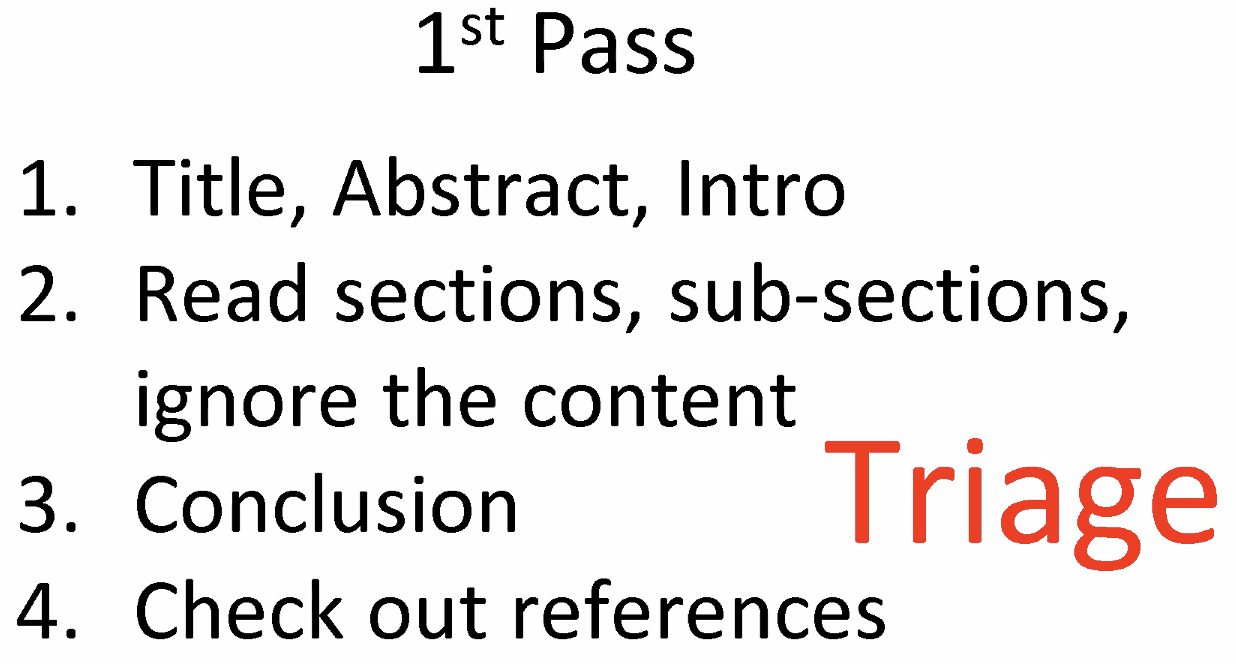 1st Pass
1. Title, Abstract, Intro
2. Read sections, sub-sections,
ignore the content
3. Conclusion
Triage
4. Check out references